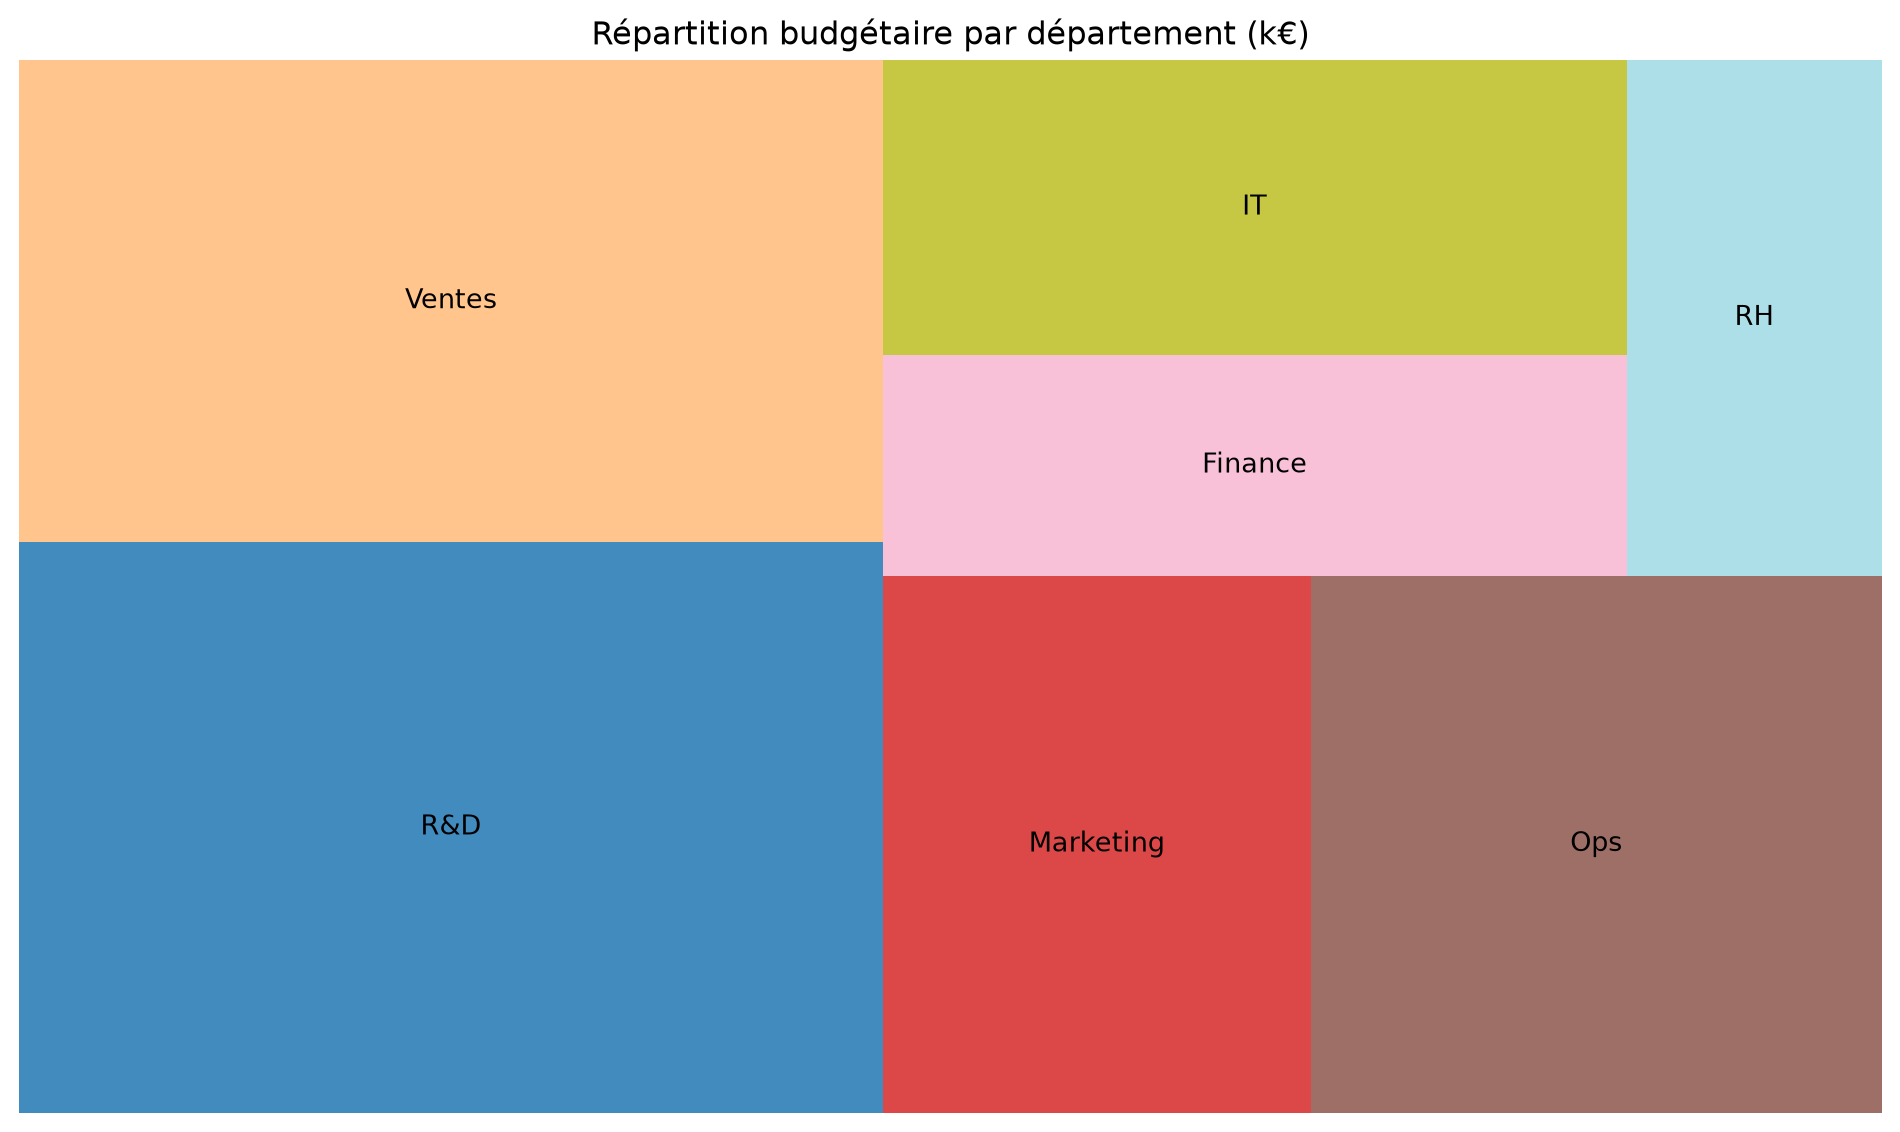 Répartition budgétaire par département (k€)
Ventes
IT
RH
Finance
R&D
Marketing
Ops